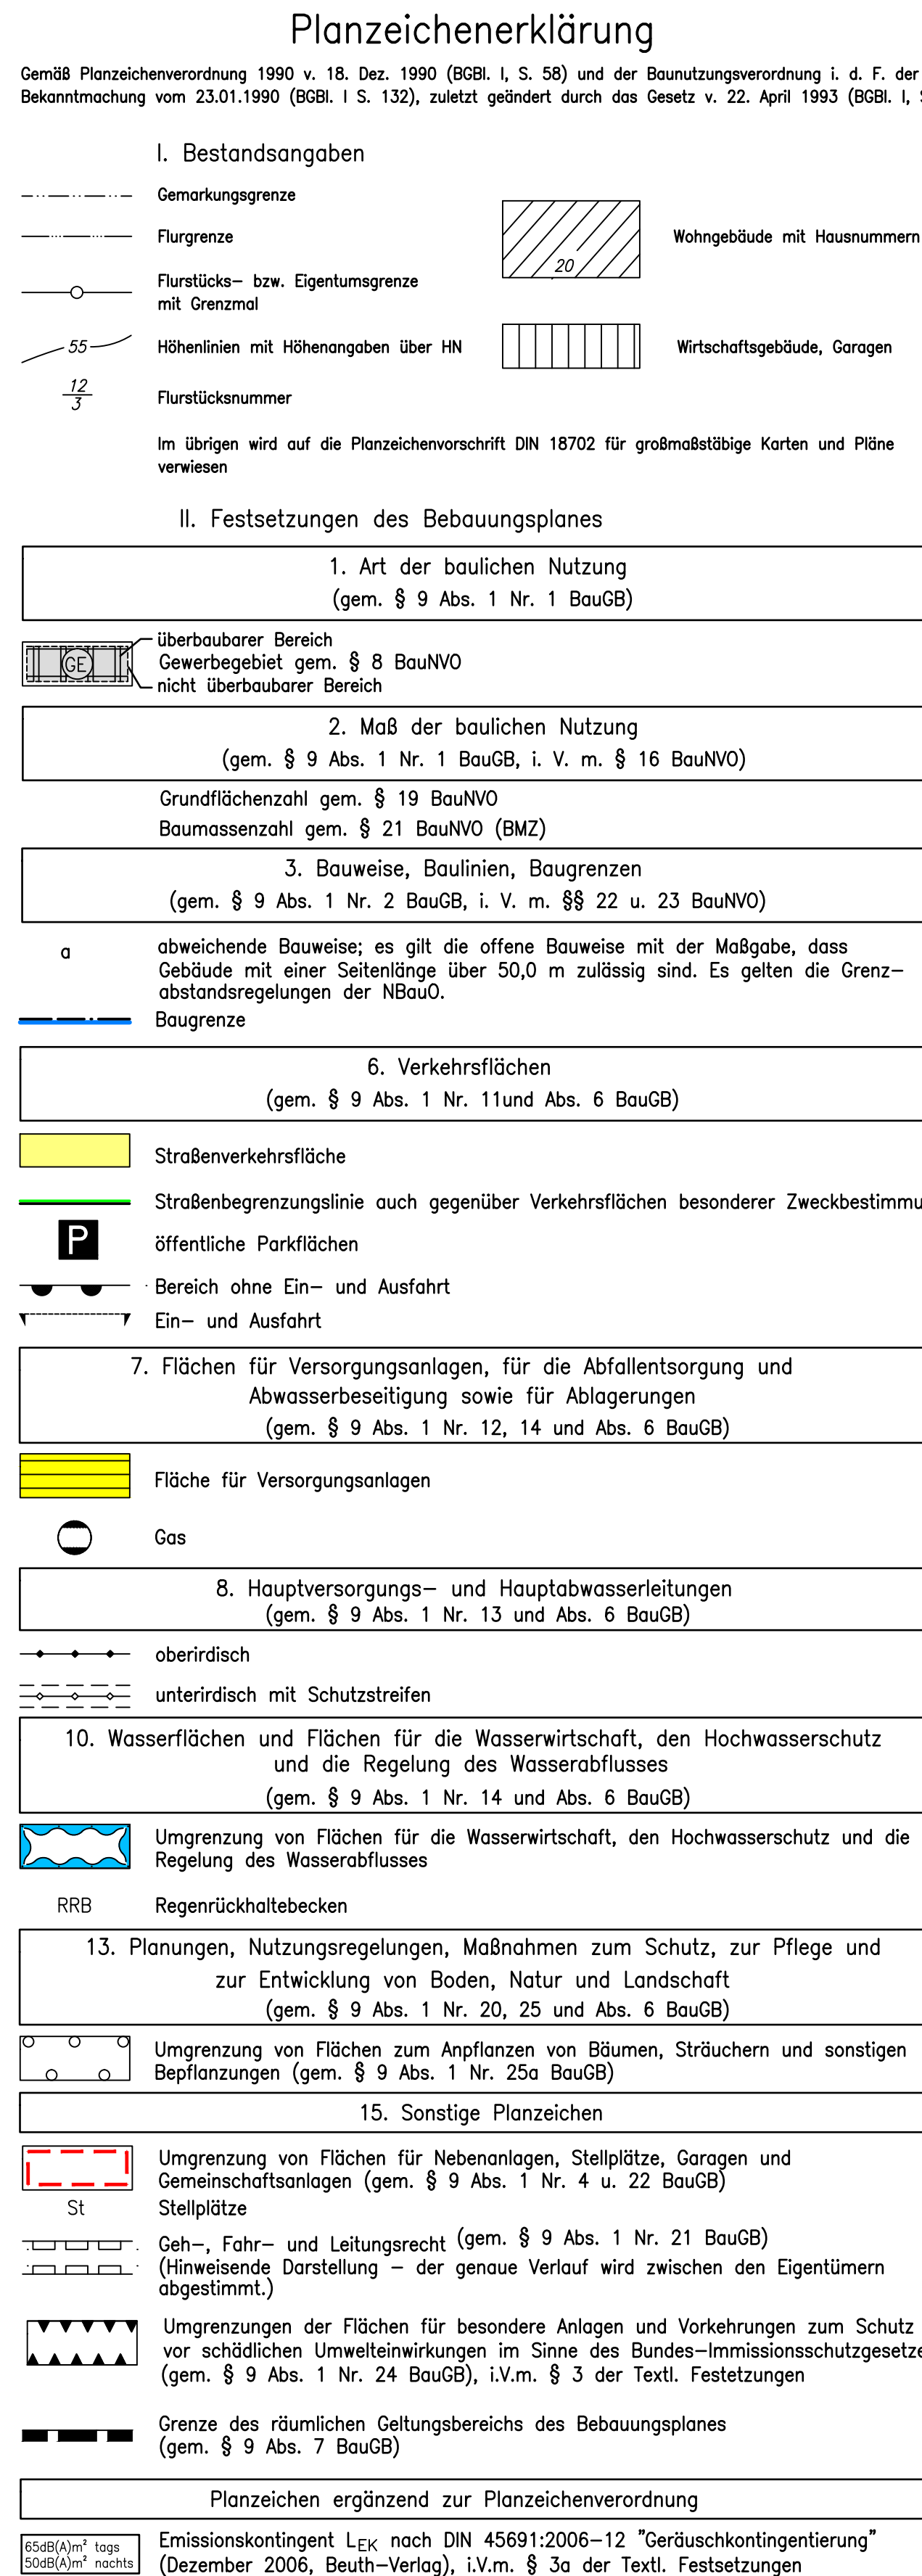 Planzeichenerklärung
Gemäß Planzeichenverordnung 1990 v. 18. Dez. 1990 (BGBl. I, S. 58) und der Baunutzungsverordnung i. d. F. der
Bekanntmachung vom 23.01.1990 (BGBl. I S. 132), zuletzt geändert durch das Gesetz v. 22. April 1993 (BGBl. I,
I. Bestandsangaben
Gemarkungsgrenze
Flurgrenze
20
Wohngebäude mit Hausnummern
Flurstücks– bzw. Eigentumsgrenze
mit Grenzmal
55
Höhenlinien mit Höhenangaben über HN
Wirtschaftsgebäude, Garagen
12
3
Flurstücksnummer
Im übrigen wird auf die Planzeichenvorschrift DIN 18702 für großmaßstäbige Karten und Pläne
verwiesen
II. Festsetzungen des Bebauungsplanes
1. Art der baulichen Nutzung
(gem. § 9 Abs. 1 Nr. 1 BauGB)
überbaubarer Bereich
GE Gewerbegebiet gem. § 8 BauNVO
nicht überbaubarer Bereich
2. Maß der baulichen Nutzung
(gem. § 9 Abs. 1 Nr. 1 BauGB, i. V. m. § 16 BauNVO)
Grundflächenzahl gem. § 19 BauNVO
Baumassenzahl gem. § 21 BauNVO (BMZ)
3. Bauweise, Baulinien, Baugrenzen
(gem. § 9 Abs. 1 Nr. 2 BauGB, i. V. m. §§ 22 u. 23 BauNVO)
a abweichende Bauweise; es gilt die offene Bauweise mit der Maßgabe, dass
Gebäude mit einer Seitenlänge über 50,0 m zulässig sind. Es gelten die Grenz–
abstandsregelungen der NBauO.
Baugrenze
6. Verkehrsflächen
(gem. § 9 Abs. 1 Nr. 11und Abs. 6 BauGB)
Straßenverkehrsfläche
Straßenbegrenzungslinie auch gegenüber Verkehrsflächen besonderer Zweckbestimmu
P öffentliche Parkflächen
Bereich ohne Ein– und Ausfahrt
Ein– und Ausfahrt
7. Flächen für Versorgungsanlagen, für die Abfallentsorgung und
Abwasserbeseitigung sowie für Ablagerungen
(gem. § 9 Abs. 1 Nr. 12, 14 und Abs. 6 BauGB)
Fläche für Versorgungsanlagen
Gas
8. Hauptversorgungs– und Hauptabwasserleitungen
(gem. § 9 Abs. 1 Nr. 13 und Abs. 6 BauGB)
oberirdisch
unterirdisch mit Schutzstreifen
10. Wasserflächen und Flächen für die Wasserwirtschaft, den Hochwasserschutz
und die Regelung des Wasserabflusses
(gem. § 9 Abs. 1 Nr. 14 und Abs. 6 BauGB)
Umgrenzung von Flächen für die Wasserwirtschaft, den Hochwasserschutz und die
Regelung des Wasserabflusses
RRB Regenrückhaltebecken
13. Planungen, Nutzungsregelungen, Maßnahmen zum Schutz, zur Pflege und
zur Entwicklung von Boden, Natur und Landschaft
(gem. § 9 Abs. 1 Nr. 20, 25 und Abs. 6 BauGB)
Umgrenzung von Flächen zum Anpflanzen von Bäumen, Sträuchern und sonstigen
Bepflanzungen (gem. § 9 Abs. 1 Nr. 25a BauGB)
15. Sonstige Planzeichen
Umgrenzung von Flächen für Nebenanlagen, Stellplätze, Garagen und
Gemeinschaftsanlagen (gem. § 9 Abs. 1 Nr. 4 u. 22 BauGB)
St Stellplätze
Geh–, Fahr– und Leitungsrecht (gem. § 9 Abs. 1 Nr. 21 BauGB)
(Hinweisende Darstellung – der genaue Verlauf wird zwischen den Eigentümern
abgestimmt.)
Umgrenzungen der Flächen für besondere Anlagen und Vorkehrungen zum Schutz
vor schädlichen Umwelteinwirkungen im Sinne des Bundes–Immissionsschutzgesetze
(gem. § 9 Abs. 1 Nr. 24 BauGB), i.V.m. § 3 der Textl. Festetzungen
Grenze des räumlichen Geltungsbereichs des Bebauungsplanes
(gem. § 9 Abs. 7 BauGB)
Planzeichen ergänzend zur Planzeichenverordnung
65dB(A)m² tags
50dB(A)m² nachts
Emissionskontingent LEK nach DIN 45691:2006–12 "Geräuschkontingentierung"
(Dezember 2006, Beuth–Verlag), i.V.m. § 3a der Textl. Festsetzungen